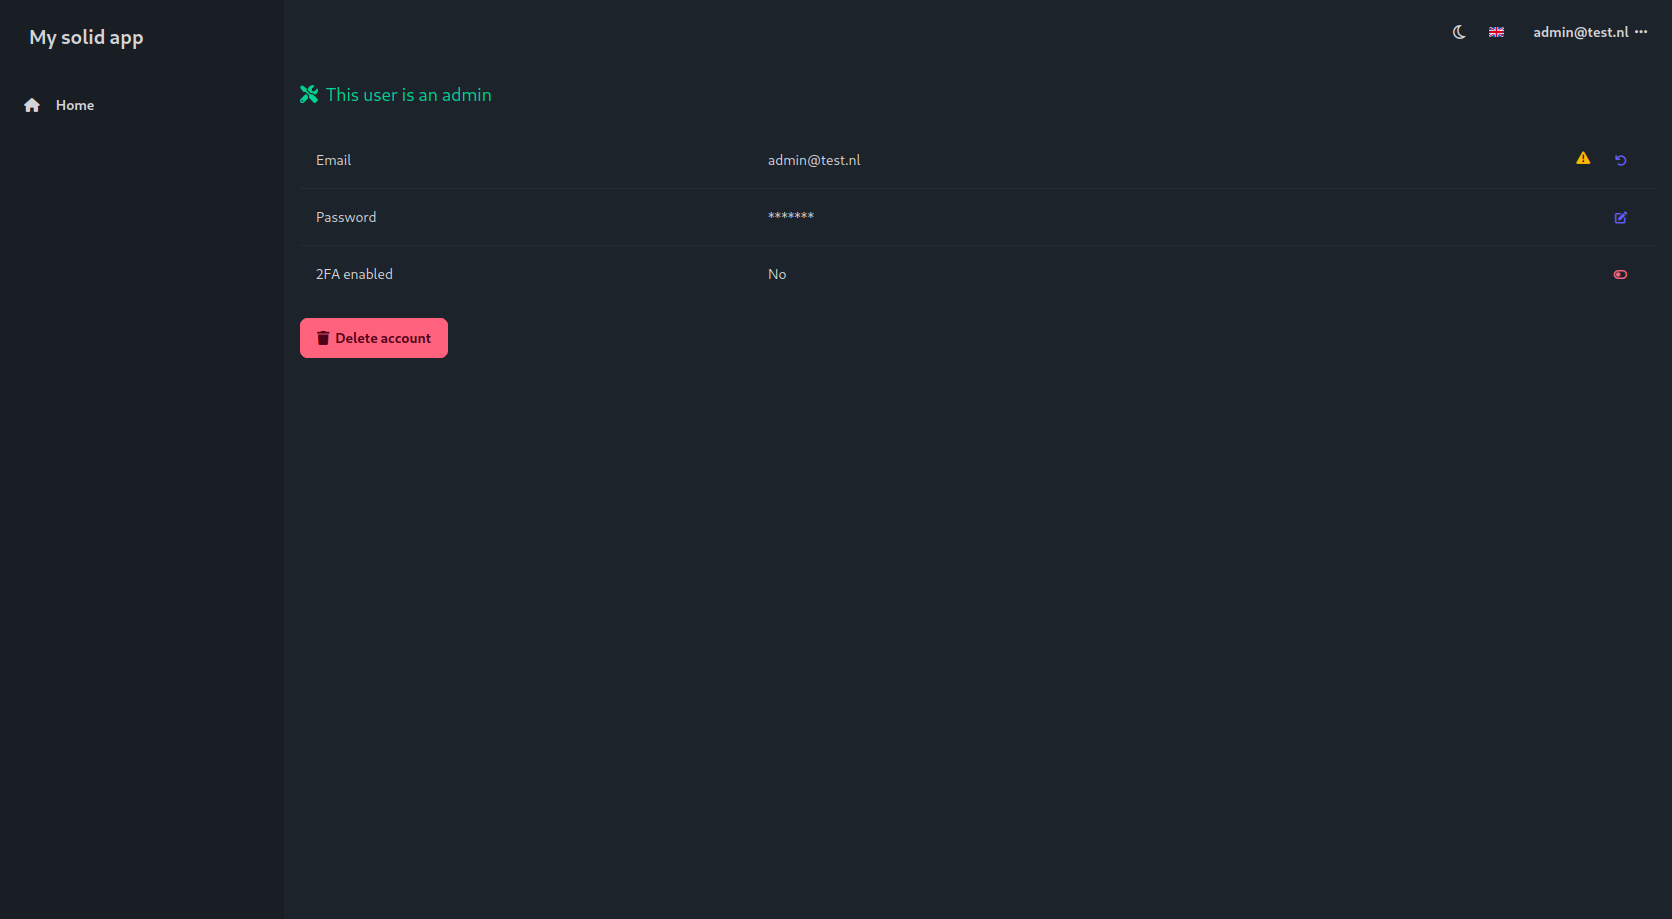 My solid app
admin@test.nl
Home
This user is an admin
Email admin@test.nl
Password *******
2FA enabled No
Delete account